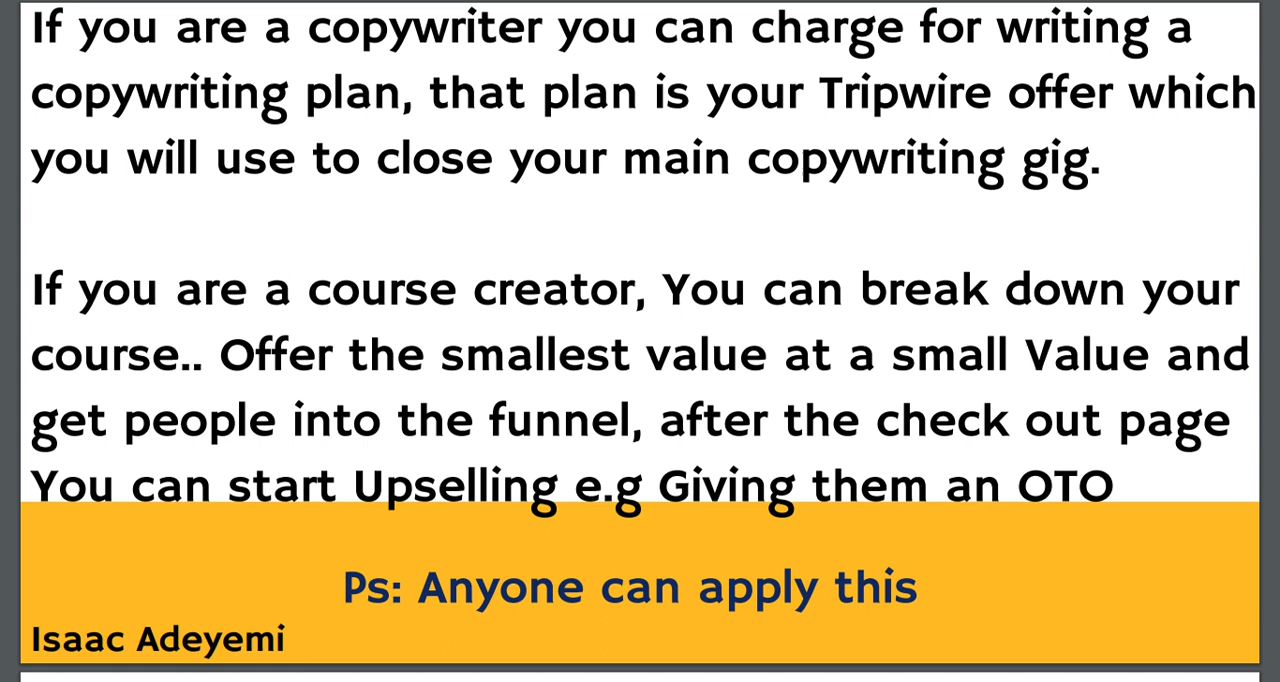 If you are a copywriter you can charge for writing a
copywriting plan, that plan is your Tripwire offer which
you will use to close your main copywriting gig.
If you are a course creator, You can break down your
course.. Offer the smallest value at a small Value and
get people into the funnel, after the check out page
You can start Upselling e.g Giving them an OTO
Ps: Anyone can apply this
Isaac Adeyemi